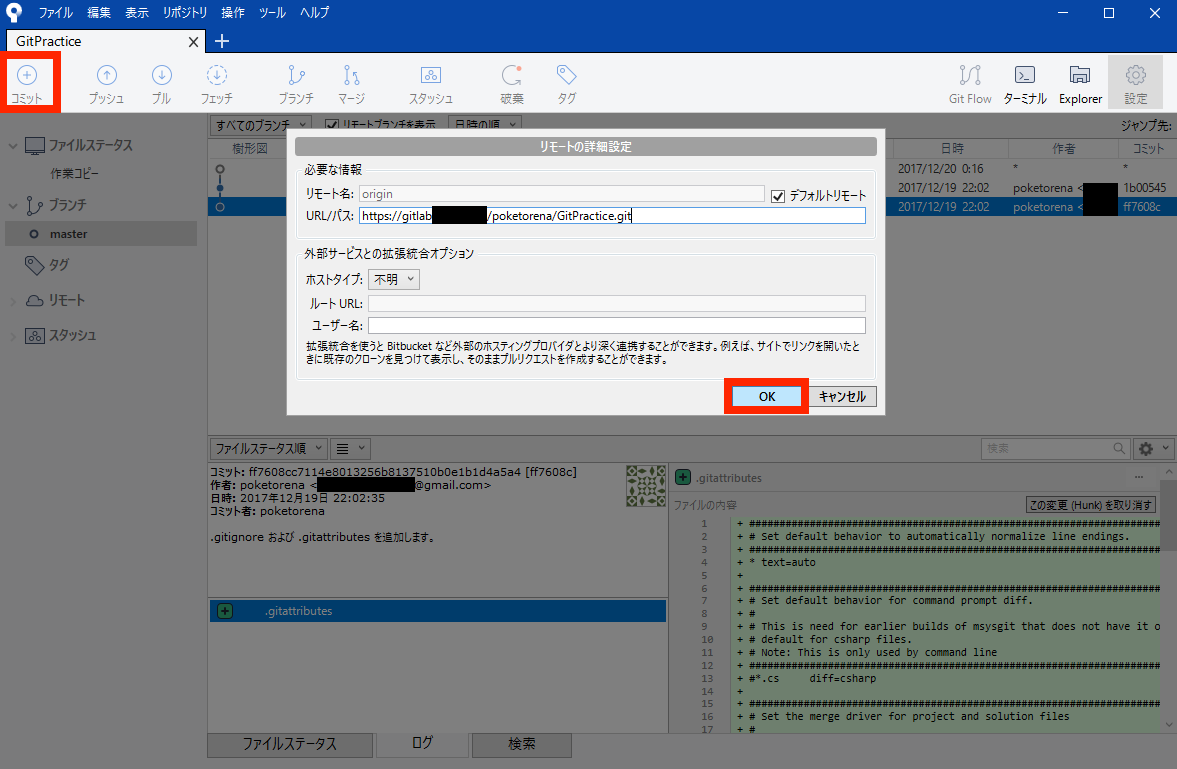 ファイル 編集 表示 リポジトリ 操作 ツール ヘルプ
GitPractice
コミット プッシュ プル フェッチ ブランチ マージ スタッシュ 破棄 タグ Git Flow ターミナル Explorer 設定
ファイルステータス
作業コピー
ブランチ
master
タグ
リモート
スタッシュ
すべてのブランチ リモートブランチを表示 日時の順 ジャンプ先:
樹形図 日時 作者 コミット
2017/12/20 0:16 * *
2017/12/19 22:02 poketorena < 1b00545
2017/12/19 22:02 poketorena < ff7608c
リモートの詳細設定
必要な情報
リモート名: origin デフォルトリモート
URL/パス: https://gitlab /poketorena/GitPractice.git
外部サービスとの拡張統合オプション
ホストタイプ: 不明
ルート URL:
ユーザー名:
拡張統合を使うと Bitbucket など外部のホスティングプロバイダとより深く連携することができます。例えば、サイトでリンクを開いたと
きに既存のクローンを見つけて表示し、そのままプルリクエストを作成することができます。
OK キャンセル
ファイルステータス順 検索
コミット: ff7608cc7114e8013256b8137510b0e1b1d4a5a4 [ff7608c]
作者: poketorena < @gmail.com>
日時: 2017年12月19日 22:02:35
コミット者: poketorena
.gitignore および .gitattributes を追加します。
.gitattributes
.gitattributes
ファイルの内容 この変更 (Hunk) を取り消す
1 + ###############################################################
2 + # Set default behavior to automatically normalize line endings.
3 + ###############################################################
4 + * text=auto
5 +
6 + ###############################################################
7 + # Set default behavior for command prompt diff.
8 + #
9 + # This is need for earlier builds of msysgit that does not have it o
10 + # default for csharp files.
11 + # Note: This is only used by command line
12 + ###############################################################
13 + #*.cs diff=csharp
14 +
15 + ###############################################################
16 + # Set the merge driver for project and solution files
17 + #
ファイルステータス ログ 検索